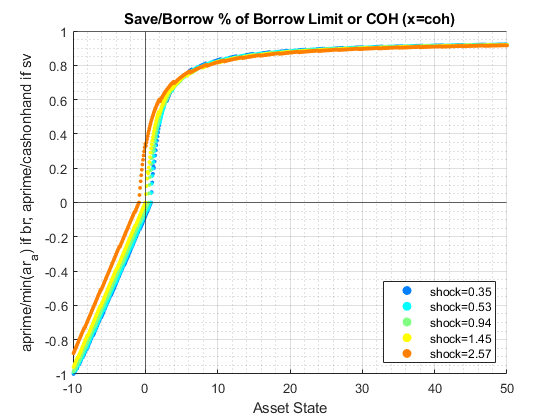 Save/Borrow % of Borrow Limit or COH (x=coh)
aprime/min(ar_a) if br; aprime/cashonhand if sv
1
0.8
0.6
0.4
0.2
0
-0.2
-0.4
-0.6
-0.8
-1
shock=0.35
shock=0.53
shock=0.94
shock=1.45
shock=2.57
-10 0 10 20 30 40 50
Asset State